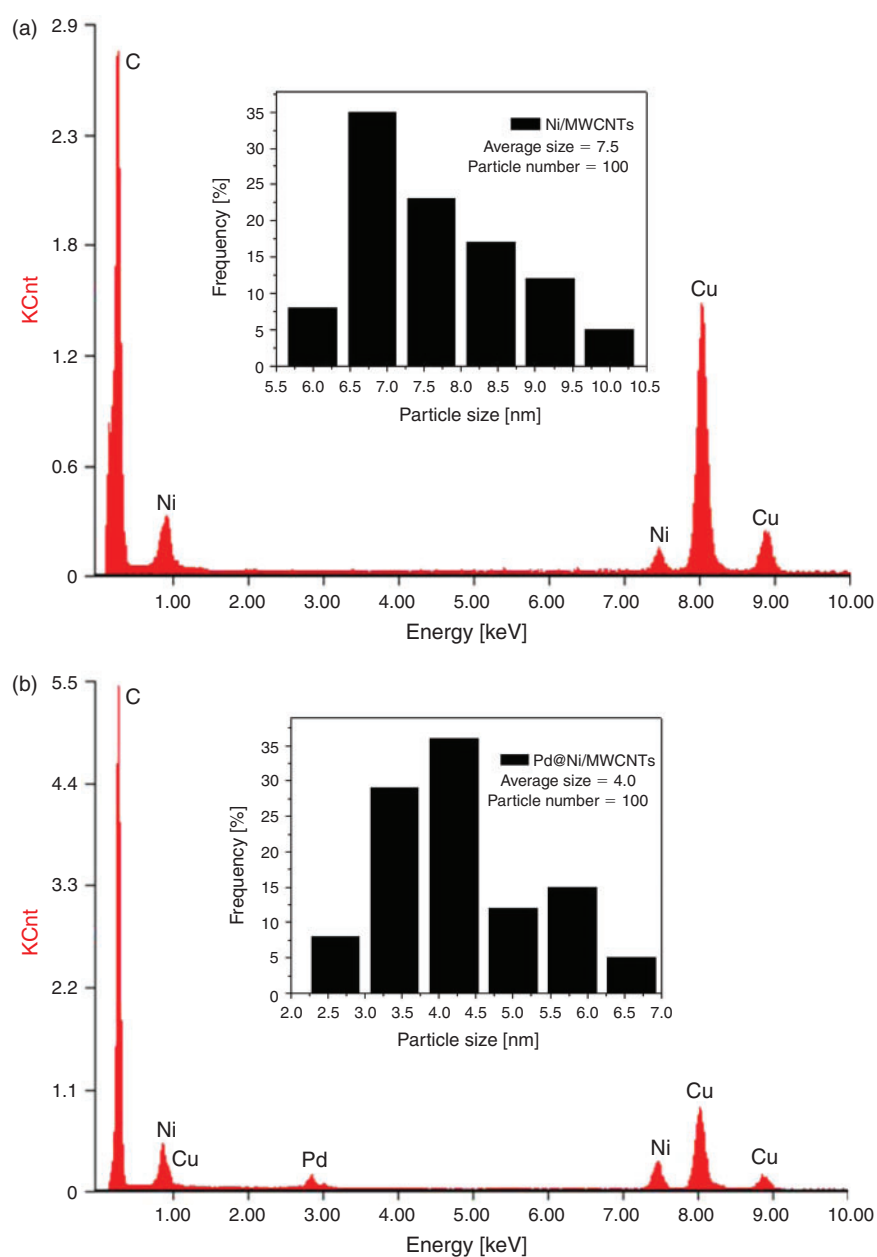 (a)
2.9
2.3
1.8
1.2
0.6
0
KCnt
C
Ni
Ni
Cu
Cu
1.00 2.00 3.00 4.00 5.00 6.00 7.00 8.00 9.00 10.00
Energy [keV]
35
30
25
20
15
10
5
0
Frequency [%]
Ni/MWCNTs
Average size = 7.5
Particle number = 100
5.5 6.0 6.5 7.0 7.5 8.0 8.5 9.0 9.5 10.0 10.5
Particle size [nm]
(b)
5.5
4.4
3.3
2.2
1.1
0
KCnt
C
Ni
Cu
Pd
Ni
Cu
Cu
1.00 2.00 3.00 4.00 5.00 6.00 7.00 8.00 9.00 10.00
Energy [keV]
35
30
25
20
15
10
5
0
Frequency [%]
Pd@Ni/MWCNTs
Average size = 4.0
Particle number = 100
2.0 2.5 3.0 3.5 4.0 4.5 5.0 5.5 6.0 6.5 7.0
Particle size [nm]